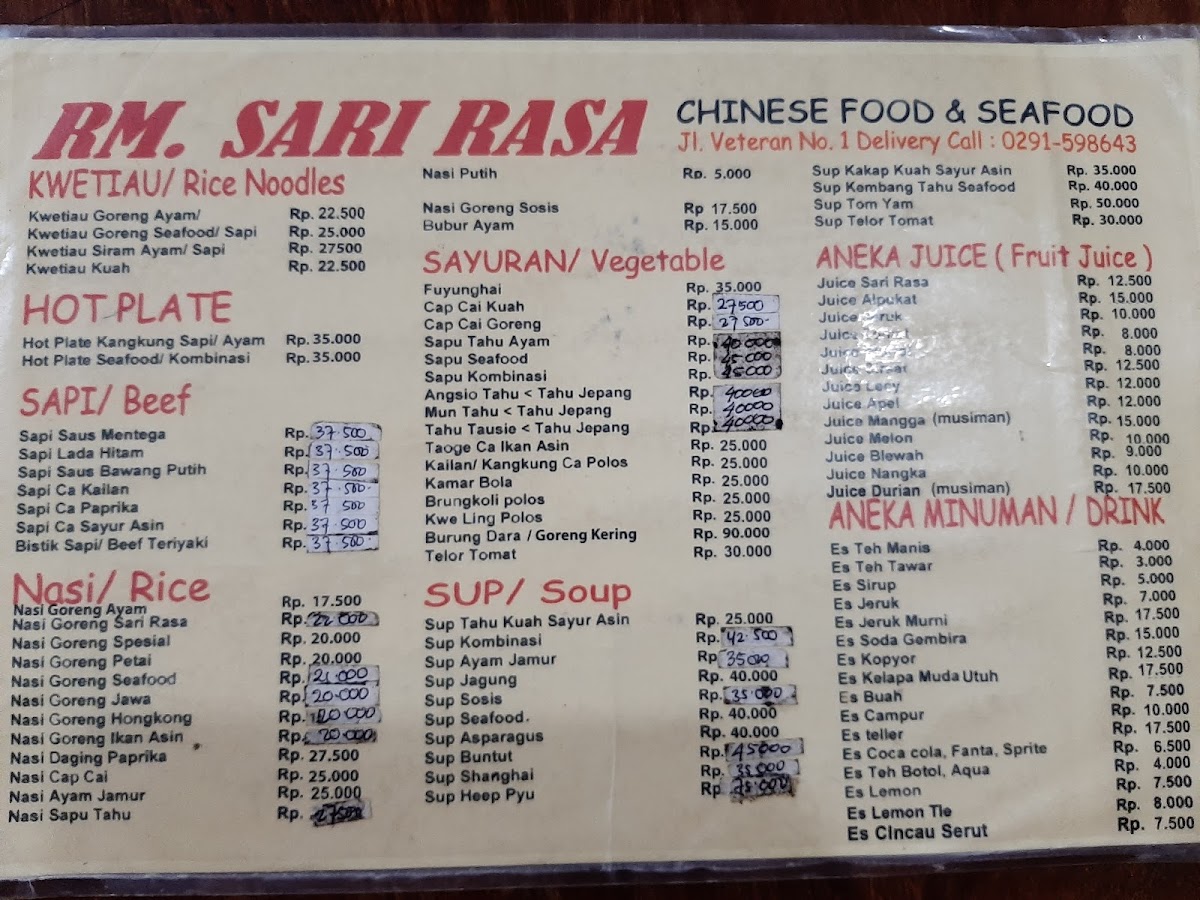 RM. SARI RASA
CHINESE FOOD & SEAFOOD
Jl. Veteran No. 1 Delivery Call : 0291-598643
KWETIAU/ Rice Noodles
Kwetiau Goreng Ayam/ Rp. 22.500
Kwetiau Goreng Seafood/ Sapi Rp. 25.000
Kwetiau Siram Ayam/ Sapi Rp. 27500
Kwetiau Kuah Rp. 22.500
HOT PLATE
Hot Plate Kangkung Sapi/ Ayam Rp. 35.000
Hot Plate Seafood/ Kombinasi Rp. 35.000
SAPI/ Beef
Sapi Saus Mentega Rp. 37.500
Sapi Lada Hitam Rp. 37.500
Sapi Saus Bawang Putih Rp. 37.500
Sapi Ca Kailan Rp. 37.500
Sapi Ca Paprika Rp. 37.500
Sapi Ca Sayur Asin Rp. 37.500
Bistik Sapi/ Beef Teriyaki Rp. 37.500
Nasi/ Rice
Nasi Goreng Ayam Rp. 17.500
Nasi Goreng Sari Rasa Rp. 22.000
Nasi Goreng Spesial Rp. 20.000
Nasi Goreng Petai Rp. 20.000
Nasi Goreng Seafood Rp. 21.000
Nasi Goreng Jawa Rp. 20.000
Nasi Goreng Hongkong Rp. 20.000
Nasi Goreng Ikan Asin Rp. 20.000
Nasi Daging Paprika Rp. 27.500
Nasi Cap Cai Rp. 25.000
Nasi Ayam Jamur Rp. 25.000
Nasi Sapu Tahu Rp. 27500
Nasi Putih Rp. 5.000
Nasi Goreng Sosis Rp 17.500
Bubur Ayam Rp. 15.000
SAYURAN/ Vegetable
Fuyunghai Rp. 35.000
Cap Cai Kuah Rp. 27500
Cap Cai Goreng Rp. 27500
Sapu Tahu Ayam Rp. 40.000
Sapu Seafood Rp. 45.000
Sapu Kombinasi Rp. 45000
Angsio Tahu < Tahu Jepang Rp. 40000
Mun Tahu < Tahu Jepang Rp. 40000
Tahu Tausie < Tahu Jepang Rp. 40000
Taoge Ca Ikan Asin Rp. 25.000
Kailan/ Kangkung Ca Polos Rp. 25.000
Kamar Bola Rp. 25.000
Brungkoli polos Rp. 25.000
Kwe Ling Polos Rp. 25.000
Burung Dara / Goreng Kering Rp. 90.000
Telor Tomat Rp. 30.000
SUP/ Soup
Sup Tahu Kuah Sayur Asin Rp. 25.000
Sup Kombinasi Rp. 42.500
Sup Ayam Jamur Rp 35000
Sup Jagung Rp. 40.000
Sup Sosis Rp. 35.000
Sup Seafood. Rp. 40.000
Sup Asparagus Rp. 40.000
Sup Buntut Rp. 45000
Sup Shanghai Rp. 35.000
Sup Heep Pyu Rp
Sup Kakap Kuah Sayur Asin Rp. 35.000
Sup Kembang Tahu Seafood Rp. 40.000
Sup Tom Yam Rp. 50.000
Sup Telor Tomat Rp. 30.000
ANEKA JUICE ( Fruit Juice )
Juice Sari Rasa Rp. 12.500
Juice Alpukat Rp. 15.000
Juice Jeruk Rp. 10.000
Juice Rp. 8.000
Juice Rp. 8.000
Juice Rp. 12.500
Juice Lecy Rp. 12.000
Juice Apel Rp. 12.000
Juice Mangga (musiman) Rp. 15.000
Juice Melon Rp. 10.000
Juice Blewah Rp. 9.000
Juice Nangka Rp. 10.000
Juice Durian (musiman) Rp. 17.500
ANEKA MINUMAN / DRINK
Es Teh Manis Rp. 4.000
Es Teh Tawar Rp. 3.000
Es Sirup Rp. 5.000
Es Jeruk Rp. 7.000
Es Jeruk Murni Rp. 17.500
Es Soda Gembira Rp. 15.000
Es Kopyor Rp. 12.500
Es Kelapa Muda Utuh Rp. 17.500
Es Buah Rp. 7.500
Es Campur Rp. 10.000
Es teller Rp. 17.500
Es Coca cola, Fanta, Sprite Rp. 6.500
Es Teh Botol, Aqua Rp. 4.000
Es Lemon Rp. 7.500
Es Lemon Tie Rp. 8.000
Es Cincau Serut Rp. 7.500